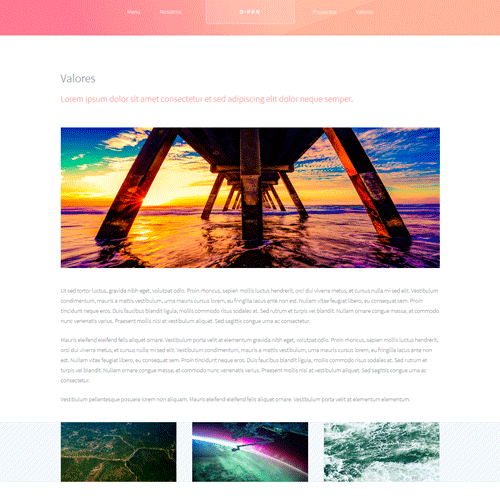 Menú Nosotros D-PXN Proyectos Valores
Valores
Lorem ipsum dolor sit amet consectetur et sed adipiscing elit dolor neque semper.
Ut sed tortor luctus, gravida nibh eget, volutpat odio. Proin rhoncus, sapien mollis luctus hendrerit, orci dui viverra metus, et cursus nulla mi sed elit. Vestibulum
condimentum, mauris a mattis vestibulum, urna mauris cursus lorem, eu fringilla lacus ante non est. Nullam vitae feugiat libero, eu consequat sem. Proin
tincidunt neque eros. Duis faucibus blandit ligula, mollis commodo risus sodales at. Sed rutrum et turpis vel blandit. Nullam ornare congue massa, at commodo
nunc venenatis varius. Praesent mollis nisi at vestibulum aliquet. Sed sagittis congue urna ac consectetur.
Mauris eleifend eleifend felis aliquet ornare. Vestibulum porta velit at elementum gravida nibh eget, volutpat odio. Proin rhoncus, sapien mollis luctus hendrerit,
orci dui viverra metus, et cursus nulla mi sed elit. Vestibulum condimentum, mauris a mattis vestibulum, urna mauris cursus lorem, eu fringilla lacus ante non
est. Nullam vitae feugiat libero, eu consequat sem. Proin tincidunt neque eros. Duis faucibus blandit ligula, mollis commodo risus sodales at. Sed rutrum et
turpis vel blandit. Nullam ornare congue massa, at commodo nunc venenatis varius. Praesent mollis nisi at vestibulum aliquet. Sed sagittis congue urna ac
consectetur.
Vestibulum pellentesque posuere lorem non aliquam. Mauris eleifend eleifend felis aliquet ornare. Vestibulum porta velit at elementum elementum.